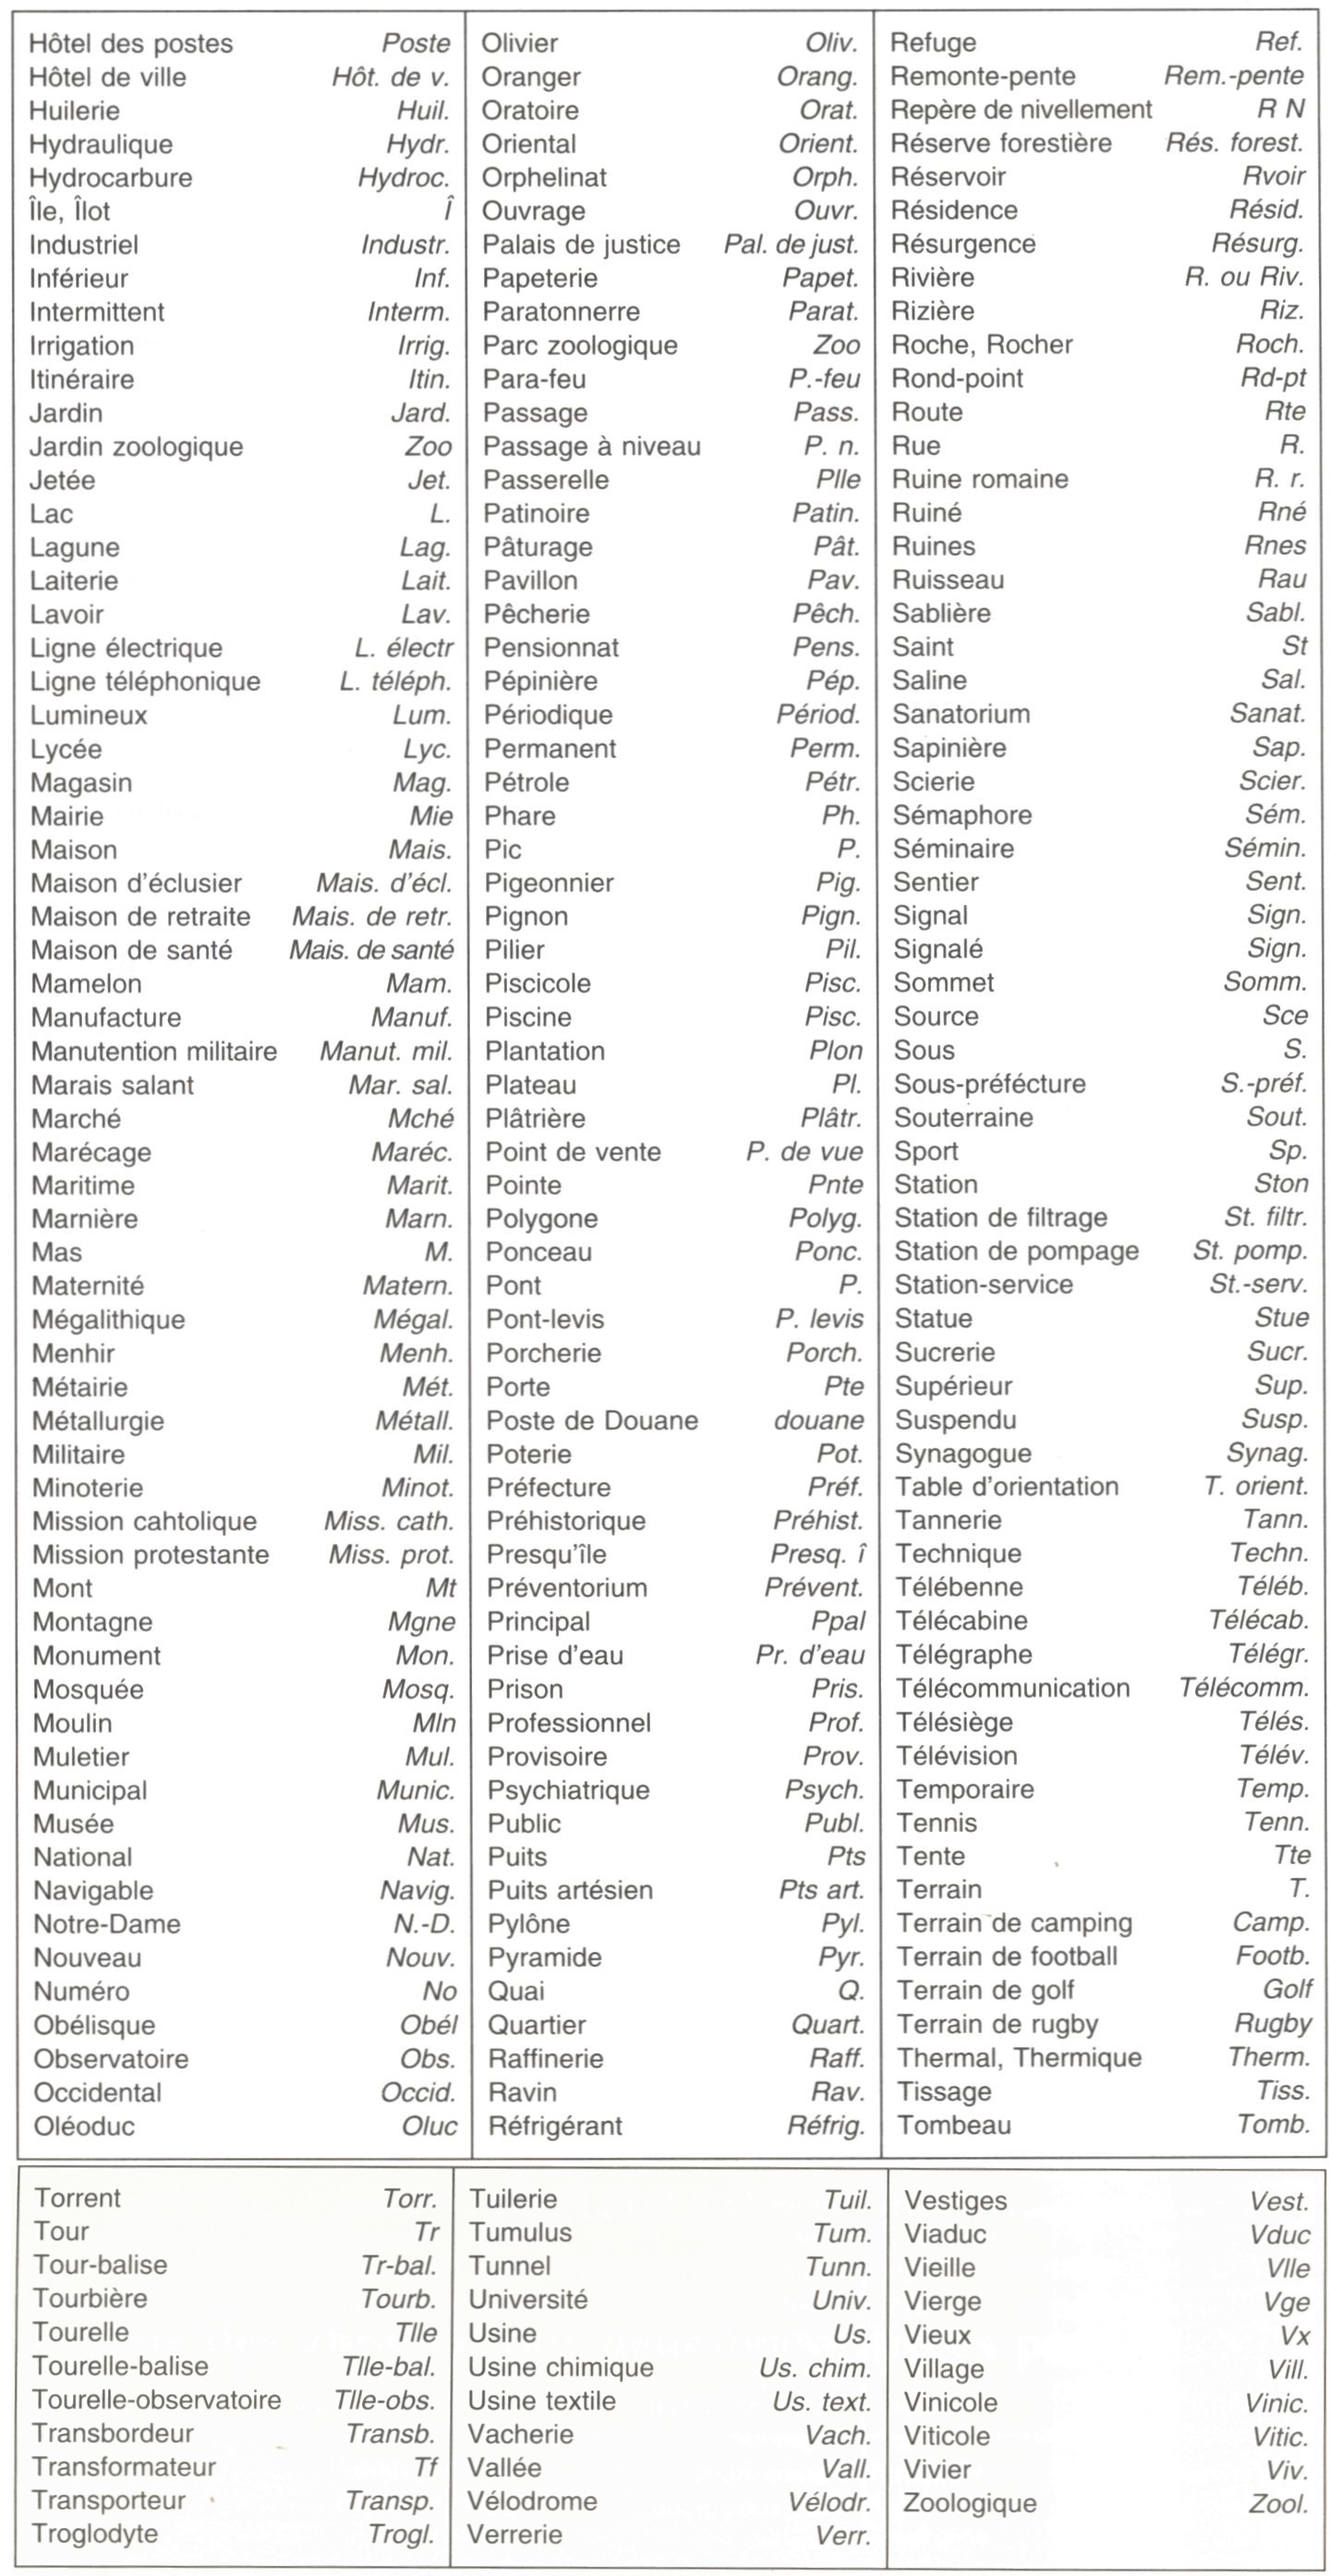 Hôtel des postes Poste
Hôtel de ville Hôt. de v.
Huilerie Huil.
Hydraulique Hydr.
Hydrocarbure Hydroc.
Île, Îlot Î
Industriel Industr.
Inférieur Inf.
Intermittent Interm.
Irrigation Irrig.
Itinéraire Itin.
Jardin Jard.
Jardin zoologique Zoo
Jetée Jet.
Lac L.
Lagune Lag.
Laiterie Lait.
Lavoir Lav.
Ligne électrique L. électr
Ligne téléphonique L. téléph.
Lumineux Lum.
Lycée Lyc.
Magasin Mag.
Mairie Mie
Maison Mais.
Maison d'éclusier Mais. d'écl.
Maison de retraite Mais. de retr.
Maison de santé Mais. de santé
Mamelon Mam.
Manufacture Manuf.
Manutention militaire Manut. mil.
Marais salant Mar. sal.
Marché Mché
Marécage Maréc.
Maritime Marit.
Marnière Marn.
Mas M.
Maternité Matern.
Mégalithique Mégal.
Menhir Menh.
Métairie Mét.
Métallurgie Métall.
Militaire Mil.
Minoterie Minot.
Mission cahtolique Miss. cath.
Mission protestante Miss. prot.
Mont Mt
Montagne Mgne
Monument Mon.
Mosquée Mosq.
Moulin Mln
Muletier Mul.
Municipal Munic.
Musée Mus.
National Nat.
Navigable Navig.
Notre-Dame N.-D.
Nouveau Nouv.
Numéro No
Obélisque Obél
Observatoire Obs.
Occidental Occid.
Oléoduc Oluc
Olivier Oliv.
Oranger Orang.
Oratoire Orat.
Oriental Orient.
Orphelinat Orph.
Ouvrage Ouvr.
Palais de justice Pal. de just.
Papeterie Papet.
Paratonnerre Parat.
Parc zoologique Zoo
Para-feu P.-feu
Passage Pass.
Passage à niveau P. n.
Passerelle Plle
Patinoire Patin.
Pâturage Pât.
Pavillon Pav.
Pêcherie Pêch.
Pensionnat Pens.
Pépinière Pép.
Périodique Périod.
Permanent Perm.
Pétrole Pétr.
Phare Ph.
Pic P.
Pigeonnier Pig.
Pignon Pign.
Pilier Pil.
Piscicole Pisc.
Piscine Pisc.
Plantation Plon
Plateau Pl.
Plâtrière Plâtr.
Point de vente P. de vue
Pointe Pnte
Polygone Polyg.
Ponceau Ponc.
Pont P.
Pont-levis P. levis
Porcherie Porch.
Porte Pte
Poste de Douane douane
Poterie Pot.
Préfecture Préf.
Préhistorique Préhist.
Presqu'île Presq. î
Préventorium Prévent.
Principal Ppal
Prise d'eau Pr. d'eau
Prison Pris.
Professionnel Prof.
Provisoire Prov.
Psychiatrique Psych.
Public Publ.
Puits Pts
Puits artésien Pts art.
Pylône Pyl.
Pyramide Pyr.
Quai Q.
Quartier Quart.
Raffinerie Raff.
Ravin Rav.
Réfrigérant Réfrig.
Refuge Ref.
Remonte-pente Rem.-pente
Repère de nivellement R N
Réserve forestière Rés. forest.
Réservoir Rvoir
Résidence Résid.
Résurgence Résurg.
Rivière R. ou Riv.
Rizière Riz.
Roche, Rocher Roch.
Rond-point Rd-pt
Route Rte
Rue R.
Ruine romaine R. r.
Ruiné Rné
Ruines Rnes
Ruisseau Rau
Sablière Sabl.
Saint St
Saline Sal.
Sanatorium Sanat.
Sapinière Sap.
Scierie Scier.
Sémaphore Sém.
Séminaire Sémin.
Sentier Sent.
Signal Sign.
Signalé Sign.
Sommet Somm.
Source Sce
Sous S.
Sous-préfécture S.-préf.
Souterraine Sout.
Sport Sp.
Station Ston
Station de filtrage St. filtr.
Station de pompage St. pomp.
Station-service St.-serv.
Statue Stue
Sucrerie Sucr.
Supérieur Sup.
Suspendu Susp.
Synagogue Synag.
Table d'orientation T. orient.
Tannerie Tann.
Technique Techn.
Télébenne Téléb.
Télécabine Télécab.
Télégraphe Télégr.
Télécommunication Télécomm.
Télésiège Télés.
Télévision Télév.
Temporaire Temp.
Tennis Tenn.
Tente Tte
Terrain T.
Terrain de camping Camp.
Terrain de football Footb.
Terrain de golf Golf
Terrain de rugby Rugby
Thermal, Thermique Therm.
Tissage Tiss.
Tombeau Tomb.
Torrent Torr.
Tour Tr
Tour-balise Tr-bal.
Tourbière Tourb.
Tourelle Tlle
Tourelle-balise Tlle-bal.
Tourelle-observatoire Tlle-obs.
Transbordeur Transb.
Transformateur Tf
Transporteur Transp.
Troglodyte Trogl.
Tuilerie Tuil.
Tumulus Tum.
Tunnel Tunn.
Université Univ.
Usine Us.
Usine chimique Us. chim.
Usine textile Us. text.
Vacherie Vach.
Vallée Vall.
Vélodrome Vélodr.
Verrerie Verr.
Vestiges Vest.
Viaduc Vduc
Vieille Vlle
Vierge Vge
Vieux Vx
Village Vill.
Vinicole Vinic.
Viticole Vitic.
Vivier Viv.
Zoologique Zool.